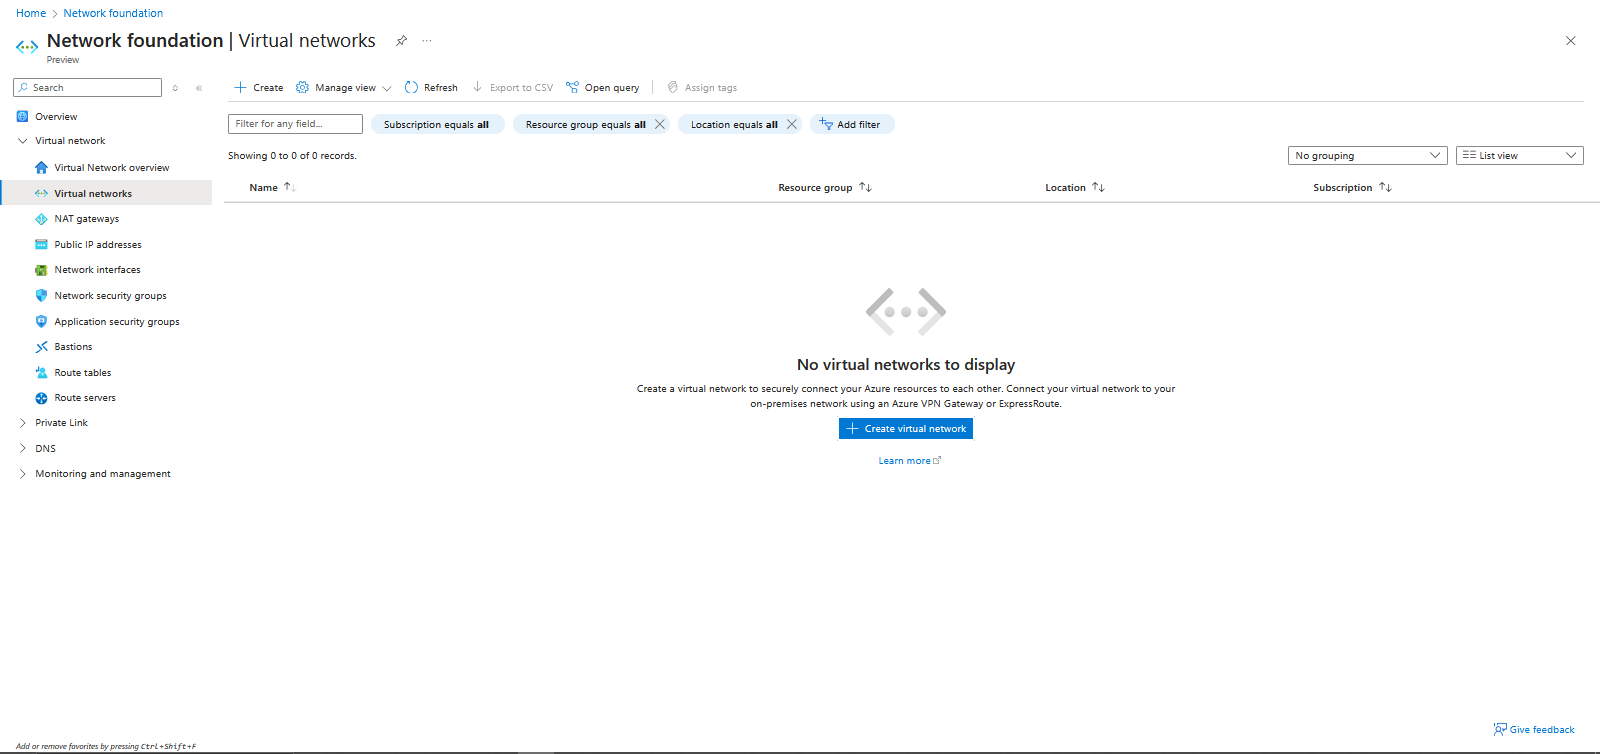 Home > Network foundation
Network foundation | Virtual networks
Preview
Search
Create Manage view Refresh Export to CSV Open query Assign tags
Overview
Virtual network
Virtual Network overview
Virtual networks
NAT gateways
Public IP addresses
Network interfaces
Network security groups
Application security groups
Bastions
Route tables
Route servers
Private Link
DNS
Monitoring and management
Filter for any field... Subscription equals all Resource group equals all Location equals all Add filter
Showing 0 to 0 of 0 records. No grouping List view
Name Resource group Location Subscription
No virtual networks to display
Create a virtual network to securely connect your Azure resources to each other. Connect your virtual network to your
on-premises network using an Azure VPN Gateway or ExpressRoute.
Create virtual network
Learn more
Give feedback
Add or remove favorites by pressing Ctrl+Shift+F